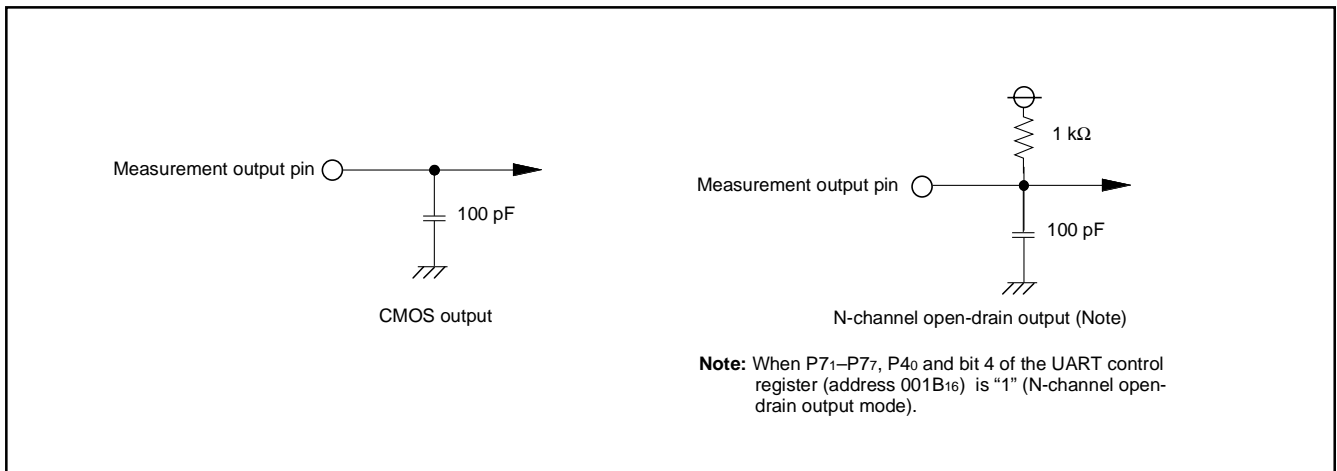 Measurement output pin
100 pF
CMOS output
1 kΩ
Measurement output pin
100 pF
N-channel open-drain output (Note)
Note: When P71–P77, P40 and bit 4 of the UART control
register (address 001B16) is “1” (N-channel open-
drain output mode).